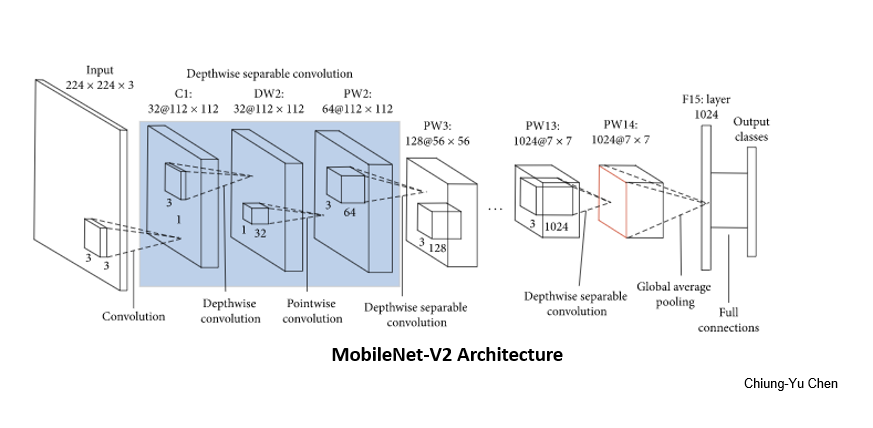 Input
224 × 224 × 3
Depthwise separable convolution
C1:
32@112 × 112
DW2:
32@112 × 112
PW2:
64@112 × 112
PW3:
128@56 × 56
PW13:
1024@7 × 7
PW14:
1024@7 × 7
F15: layer
1024
Output
classes
3
3
3
1
1
32
3
64
3
128
...
3
1024
Convolution
Depthwise
convolution
Pointwise
convolution
Depthwise separable
convolution
Depthwise separable
convolution
Global average
pooling
Full
connections
MobileNet-V2 Architecture
Chiung-Yu Chen